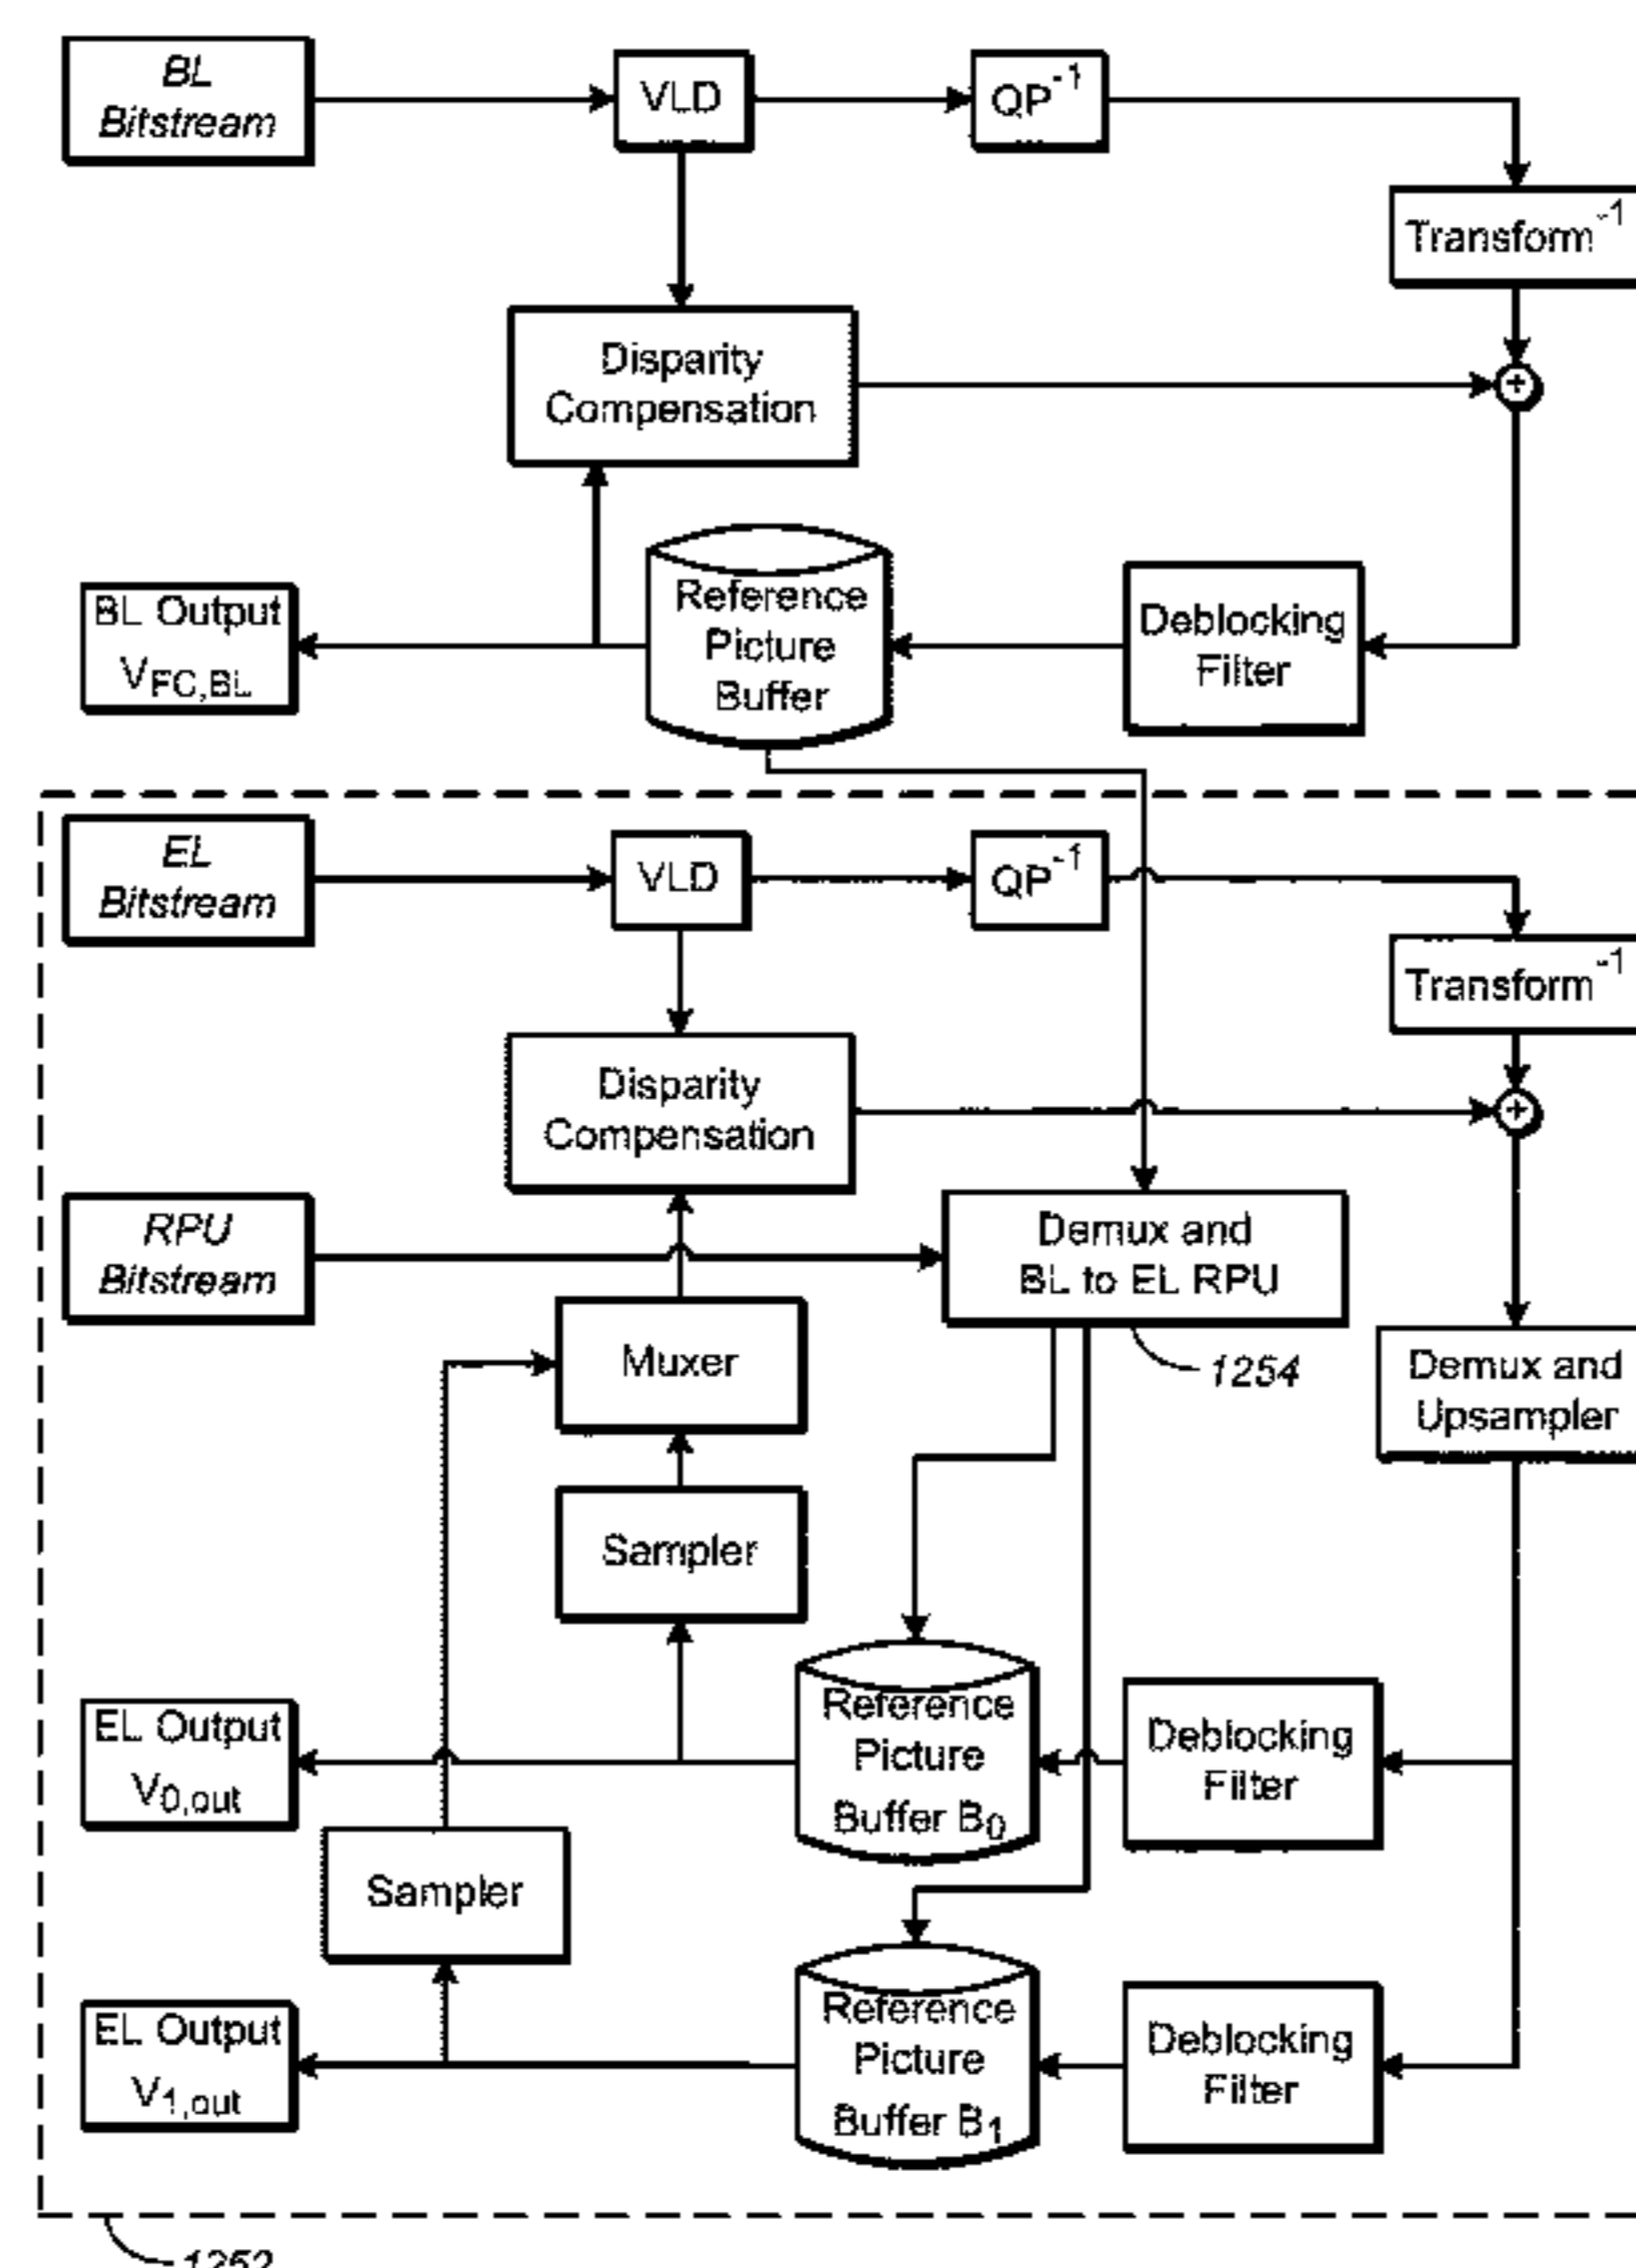 BL
Bitstream
VLD
QP-1
Transform-1
Disparity
Compensation
+
BL Output
VFC,BL
Reference
Picture
Buffer
Deblocking
Filter
EL
Bitstream
VLD
QP-1
Transform-1
Disparity
Compensation
+
RPU
Bitstream
Demux and
BL to EL RPU
1254
Muxer
Demux and
Upsampler
Sampler
EL Output
V0,out
Reference
Picture
Buffer B0
Deblocking
Filter
Sampler
EL Output
V1,out
Reference
Picture
Buffer B1
Deblocking
Filter
1252